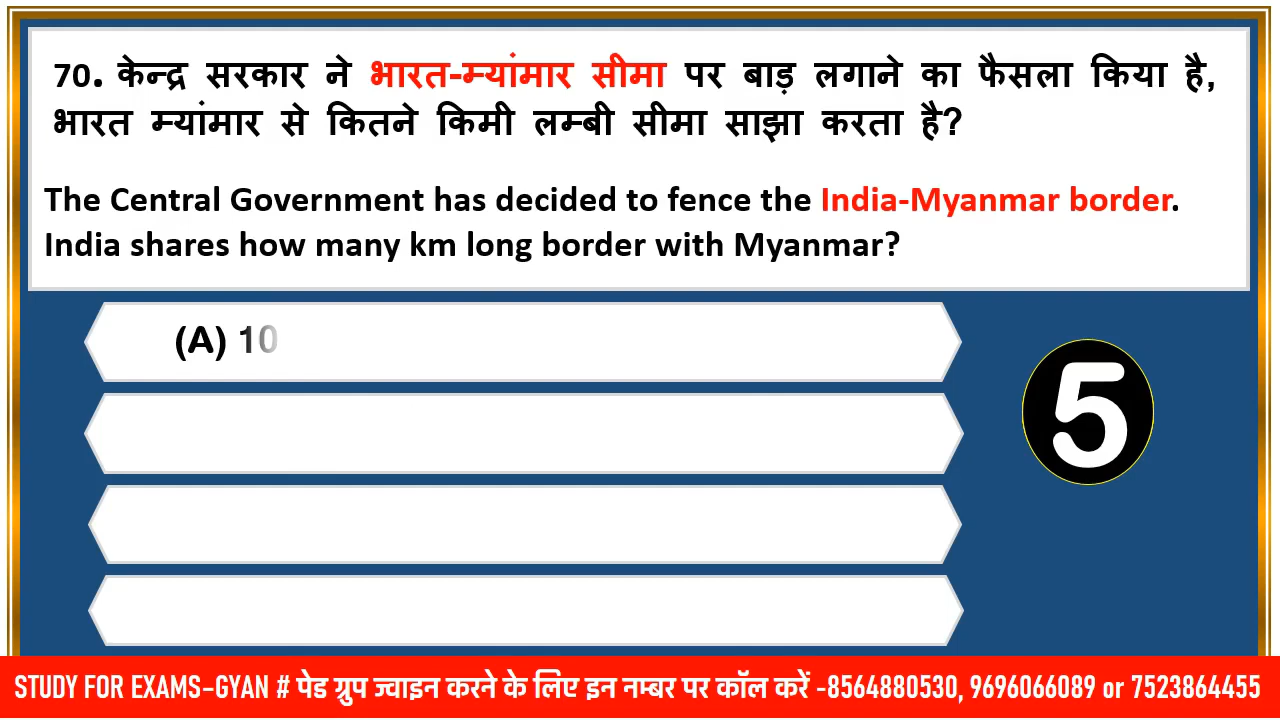 70. केन्द्र सरकार ने भारत-म्यांमार सीमा पर बाड़ लगाने का फैसला किया है,
भारत म्यांमार से कितने किमी लम्बी सीमा साझा करता है?
The Central Government has decided to fence the India-Myanmar border.
India shares how many km long border with Myanmar?
(A) 10
5
STUDY FOR EXAMS-GYAN # पेड ग्रुप ज्वाइन करने के लिए इन नम्बर पर कॉल करें -8564880530, 9696066089 or 7523864455